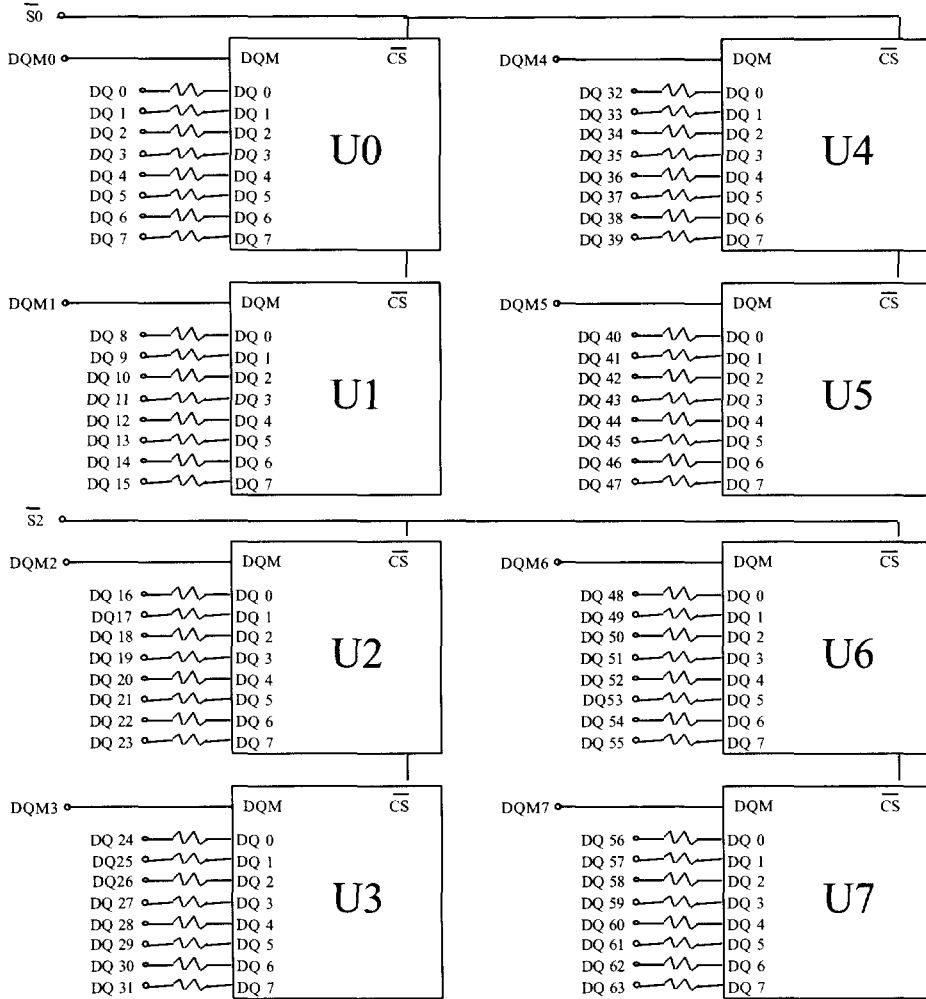 S0
DQM0 DQM CS DQM4 DQM CS
DQ 0 DQ 0 DQ 32 DQ 0
DQ 1 DQ 1 DQ 33 DQ 1
DQ 2 DQ 2 DQ 34 DQ 2
DQ 3 DQ 3 U0 DQ 35 DQ 3 U4
DQ 4 DQ 4 DQ 36 DQ 4
DQ 5 DQ 5 DQ 37 DQ 5
DQ 6 DQ 6 DQ 38 DQ 6
DQ 7 DQ 7 DQ 39 DQ 7
DQM1 DQM CS DQM5 DQM CS
DQ 8 DQ 0 DQ 40 DQ 0
DQ 9 DQ 1 DQ 41 DQ 1
DQ 10 DQ 2 DQ 42 DQ 2
DQ 11 DQ 3 U1 DQ 43 DQ 3 U5
DQ 12 DQ 4 DQ 44 DQ 4
DQ 13 DQ 5 DQ 45 DQ 5
DQ 14 DQ 6 DQ 46 DQ 6
DQ 15 DQ 7 DQ 47 DQ 7
S2
DQM2 DQM CS DQM6 DQM CS
DQ 16 DQ 0 DQ 48 DQ 0
DQ17 DQ 1 DQ 49 DQ 1
DQ 18 DQ 2 DQ 50 DQ 2
DQ 19 DQ 3 U2 DQ 51 DQ 3 U6
DQ 20 DQ 4 DQ 52 DQ 4
DQ 21 DQ 5 DQ53 DQ 5
DQ 22 DQ 6 DQ 54 DQ 6
DQ 23 DQ 7 DQ 55 DQ 7
DQM3 DQM CS DQM7 DQM CS
DQ 24 DQ 0 DQ 56 DQ 0
DQ25 DQ 1 DQ 57 DQ 1
DQ26 DQ 2 DQ 58 DQ 2
DQ 27 DQ 3 U3 DQ 59 DQ 3 U7
DQ 28 DQ 4 DQ 60 DQ 4
DQ 29 DQ 5 DQ 61 DQ 5
DQ 30 DQ 6 DQ 62 DQ 6
DQ 31 DQ 7 DQ 63 DQ 7